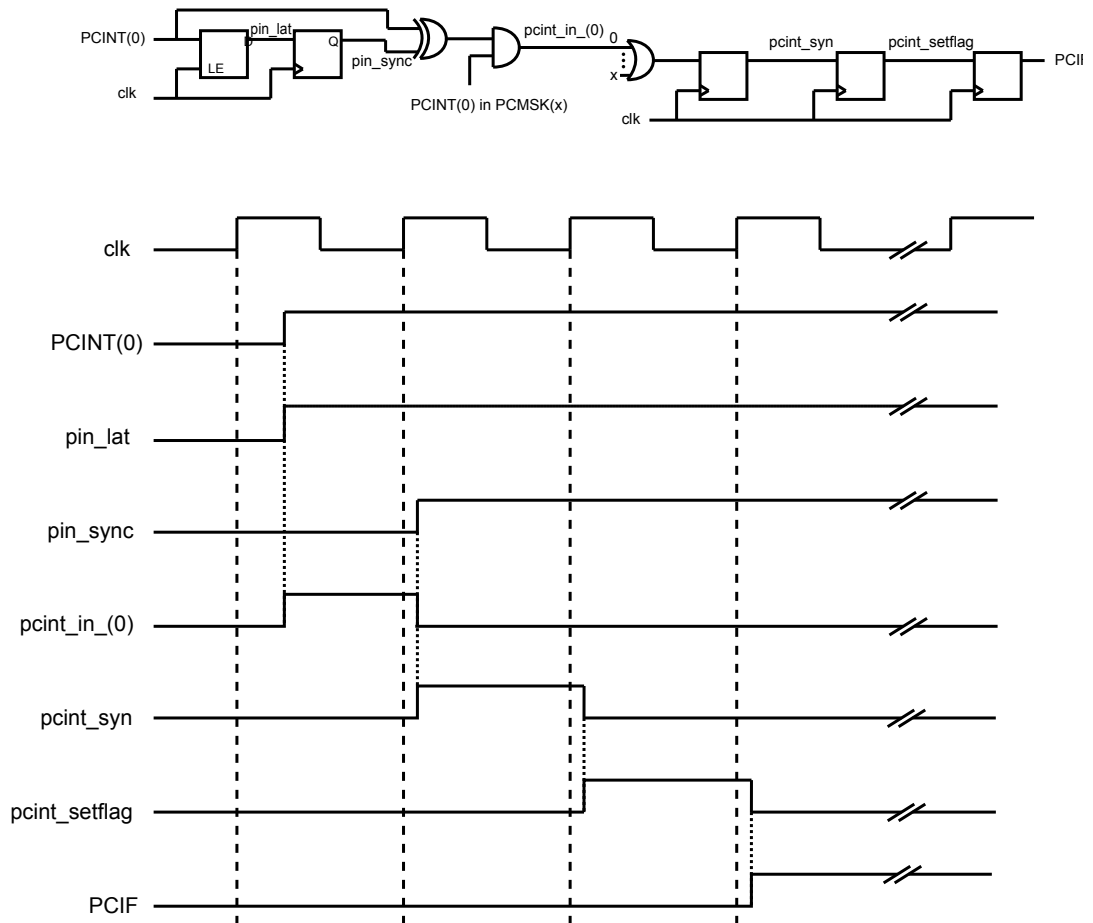 PCINT(0)
LE
pin_lat
D
Q
pin_sync
pcint_in_(0)
0
x
pcint_syn
pcint_setflag
clk
PCINT(0) in PCMSK(x)
clk
clk
PCINT(0)
pin_lat
pin_sync
pcint_in_(0)
pcint_syn
pcint_setflag
PCIF